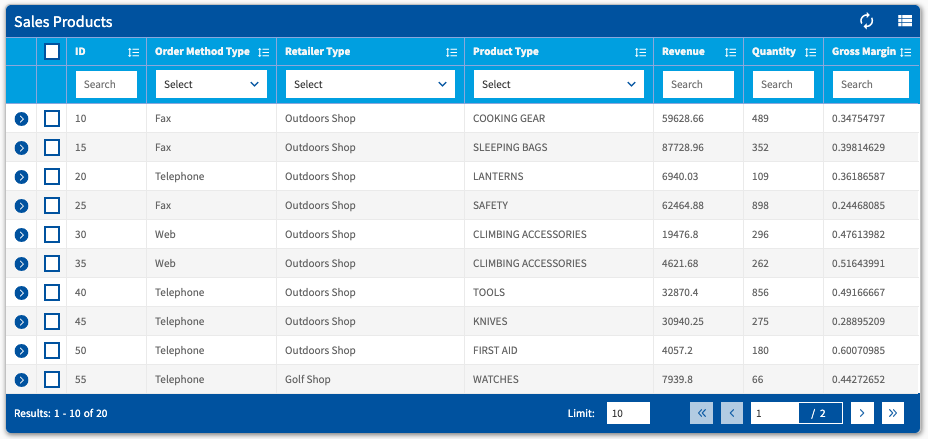 Sales Products
ID Order Method Type Retailer Type Product Type Revenue Quantity Gross Margin
Search Select Select Select Search Search Search
10 Fax Outdoors Shop COOKING GEAR 59628.66 489 0.34754797
15 Fax Outdoors Shop SLEEPING BAGS 87728.96 352 0.39814629
20 Telephone Outdoors Shop LANTERNS 6940.03 109 0.36186587
25 Fax Outdoors Shop SAFETY 62464.88 898 0.24468085
30 Web Outdoors Shop CLIMBING ACCESSORIES 19476.8 296 0.47613982
35 Web Outdoors Shop CLIMBING ACCESSORIES 4621.68 262 0.51643991
40 Telephone Outdoors Shop TOOLS 32870.4 856 0.49166667
45 Telephone Outdoors Shop KNIVES 30940.25 275 0.28895209
50 Telephone Outdoors Shop FIRST AID 4057.2 180 0.60070985
55 Telephone Golf Shop WATCHES 7939.8 66 0.44272652
Results: 1 - 10 of 20 Limit: 10 1 / 2